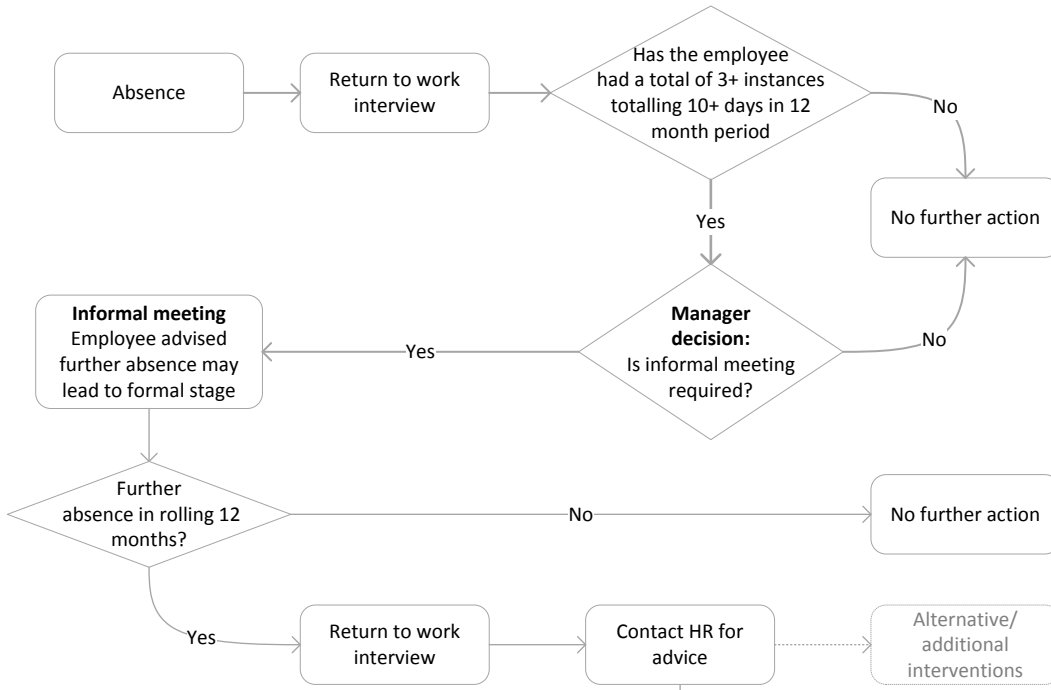 Absence
Return to work
interview
Has the employee
had a total of 3+ instances
totalling 10+ days in 12
month period
No
No further action
Yes
Manager
decision:
Is informal meeting
required?
No
Yes
Informal meeting
Employee advised
further absence may
lead to formal stage
Further
absence in rolling 12
months?
No
No further action
Yes
Return to work
interview
Contact HR for
advice
Alternative/
additional
interventions